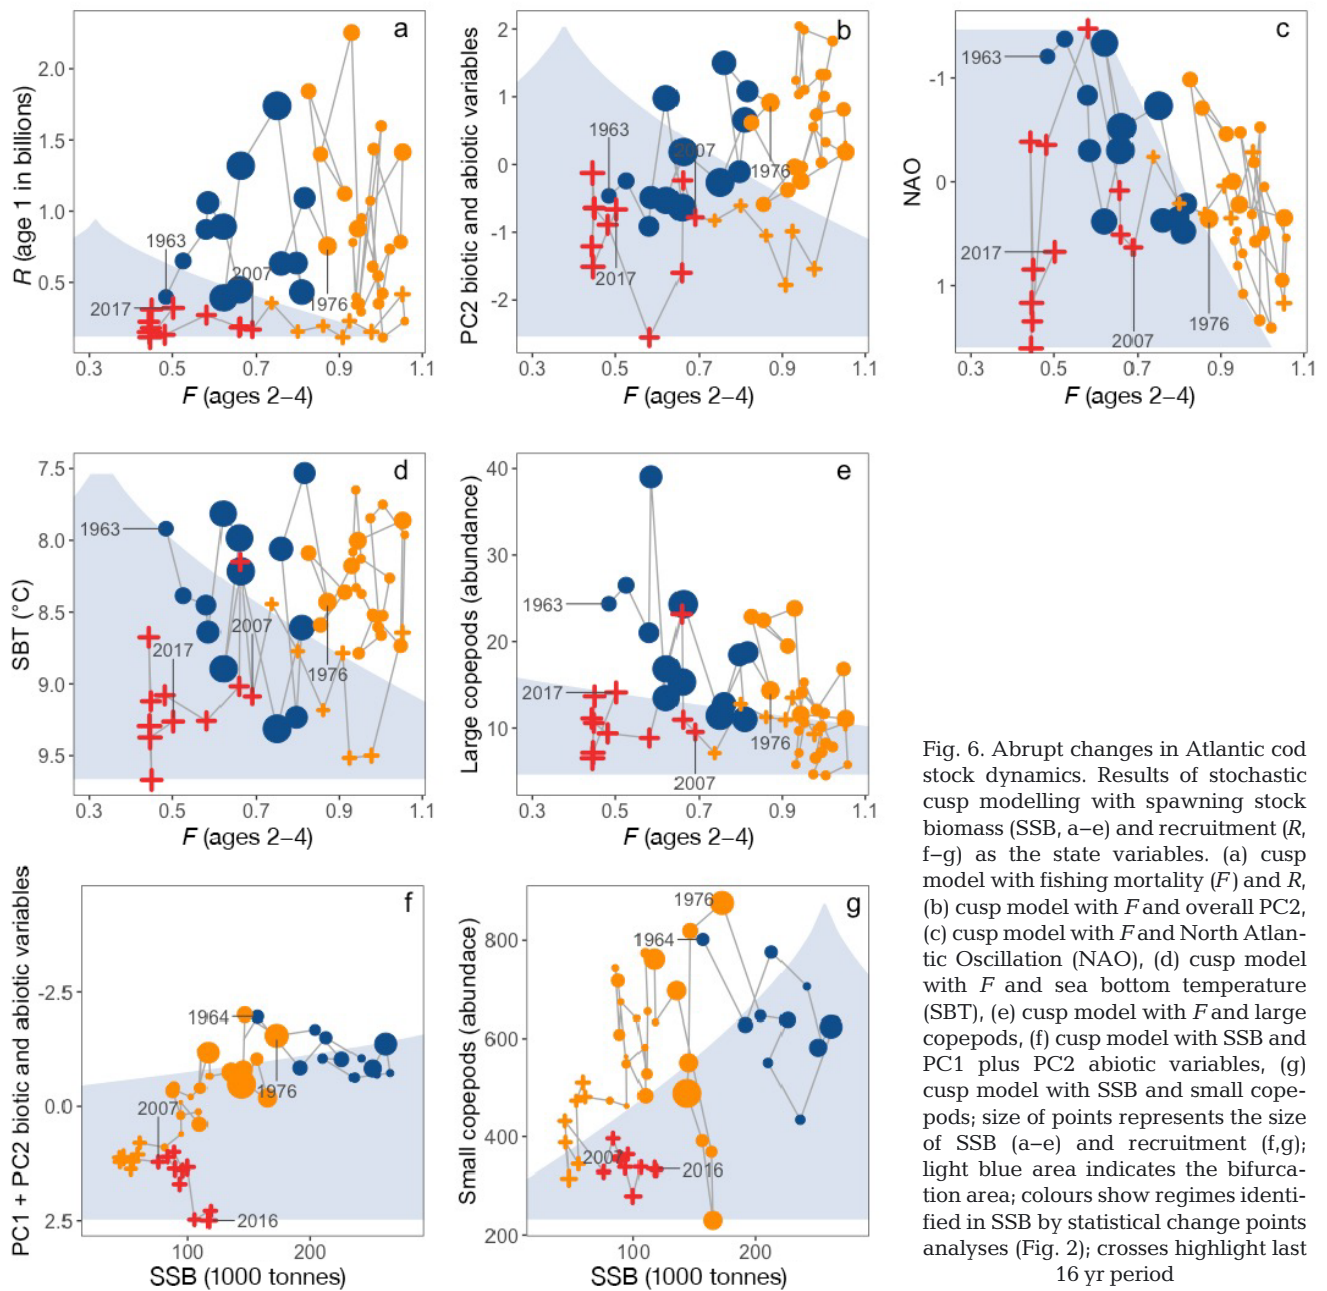 a
2.0
1.5
1.0
0.5
R (age 1 in billions)
1963
2007
2017
1976
0.3 0.5 0.7 0.9 1.1
F (ages 2–4)
b
2
1
0
-1
-2
PC2 biotic and abiotic variables
1963
2007
1976
2017
0.3 0.5 0.7 0.9 1.1
F (ages 2–4)
c
-1
0
1
NAO
1963
2017
2007
1976
0.3 0.5 0.7 0.9 1.1
F (ages 2–4)
d
7.5
8.0
8.5
9.0
9.5
SBT (°C)
1963
2007
2017
1976
0.3 0.5 0.7 0.9 1.1
F (ages 2–4)
e
40
30
20
10
Large copepods (abundance)
1963
2017
1976
2007
0.3 0.5 0.7 0.9 1.1
F (ages 2–4)
f
-2.5
0.0
2.5
PC1 + PC2 biotic and abiotic variables
1964
1976
2007
2016
100 200
SSB (1000 tonnes)
g
800
600
400
200
Small copepods (abundace)
1976
1964
2007
2016
100 200
SSB (1000 tonnes)
Fig. 6. Abrupt changes in Atlantic cod
stock dynamics. Results of stochastic
cusp modelling with spawning stock
biomass (SSB, a–e) and recruitment (R,
f–g) as the state variables. (a) cusp
model with fishing mortality (F) and R,
(b) cusp model with F and overall PC2,
(c) cusp model with F and North Atlan-
tic Oscillation (NAO), (d) cusp model
with F and sea bottom temperature
(SBT), (e) cusp model with F and large
copepods, (f) cusp model with SSB and
PC1 plus PC2 abiotic variables, (g)
cusp model with SSB and small cope-
pods; size of points represents the size
of SSB (a–e) and recruitment (f,g);
light blue area indicates the bifurca-
tion area; colours show regimes identi-
fied in SSB by statistical change points
analyses (Fig. 2); crosses highlight last
16 yr period